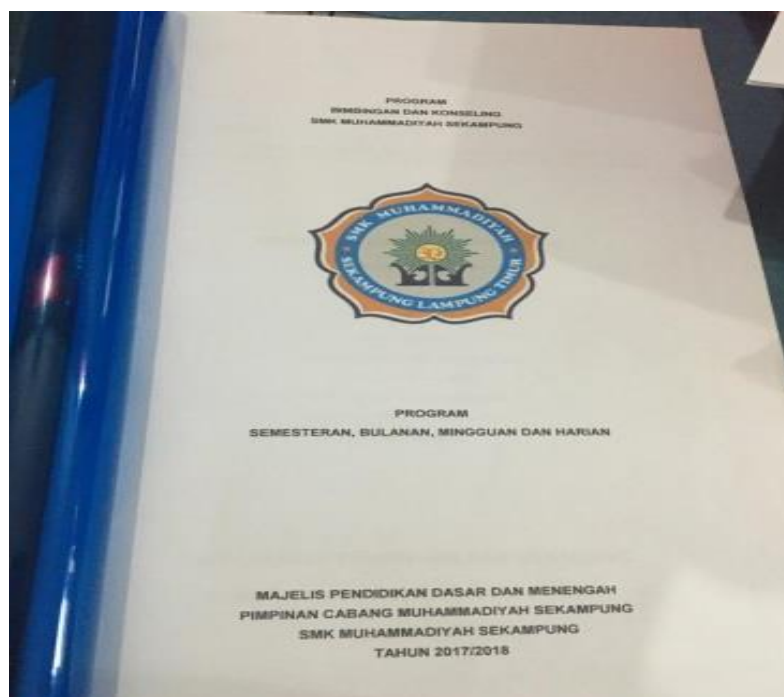 PROGRAM
BIMBINGAN DAN KONSELING
SMK MUHAMMADIYAH SEKAMPUNG
SMK MUHAMMADIYAH
SEKAMPUNG LAMPUNG TIMUR
PROGRAM
SEMESTERAN, BULANAN, MINGGUAN DAN HARIAN
MAJELIS PENDIDIKAN DASAR DAN MENENGAH
PIMPINAN CABANG MUHAMMADIYAH SEKAMPUNG
SMK MUHAMMADIYAH SEKAMPUNG
TAHUN 2017/2018